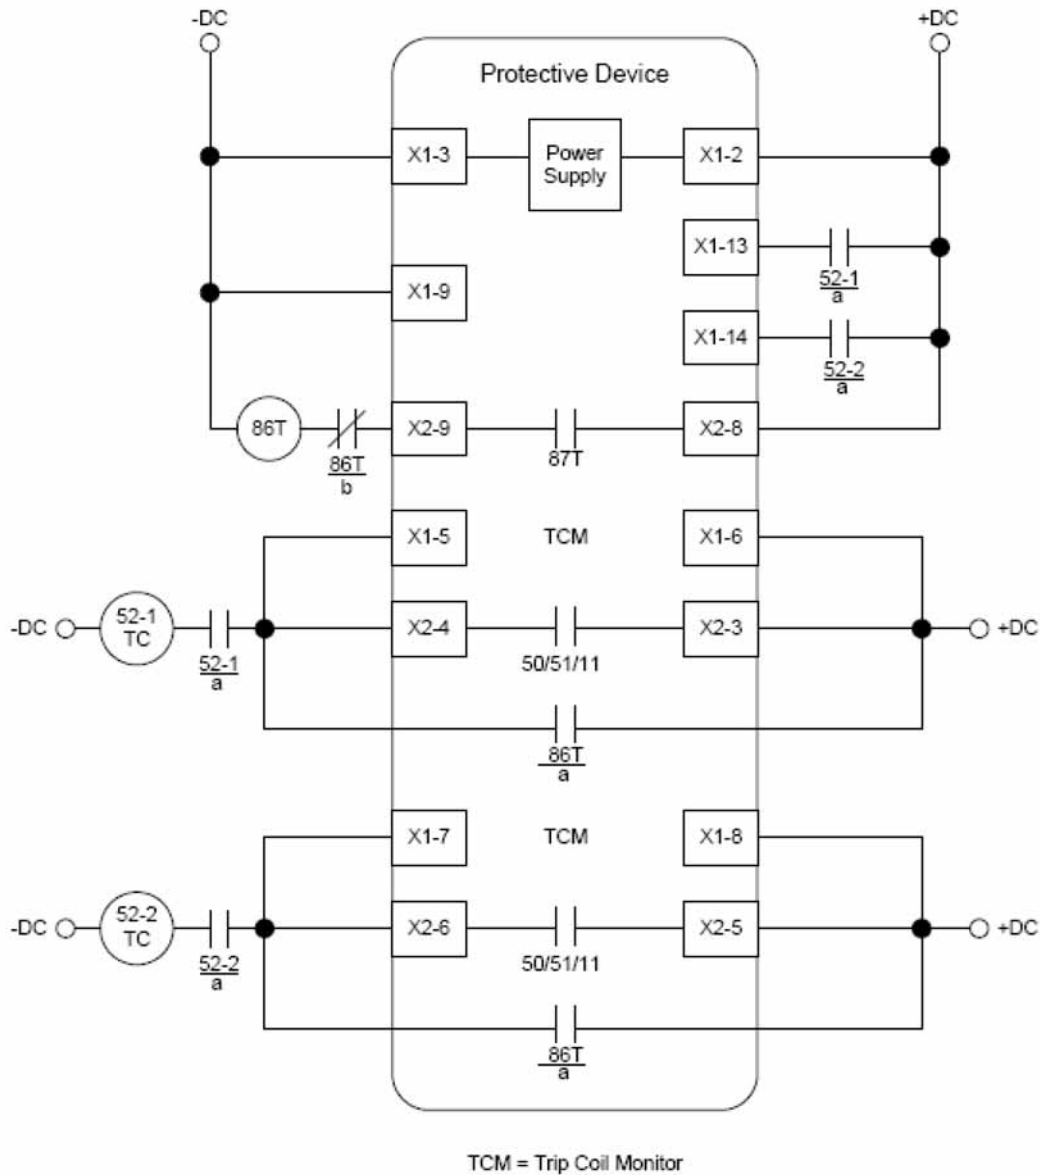 -DC
+DC
Protective Device
X1-3
Power
Supply
X1-2
X1-13
52-1
a
X1-9
X1-14
52-2
a
86T
X2-9
X2-8
86T
b
87T
X1-5
TCM
X1-6
-DC
52-1
TC
X2-4
X2-3
+DC
52-1
a
50/51/11
86T
a
X1-7
TCM
X1-8
-DC
52-2
TC
X2-6
X2-5
+DC
52-2
a
50/51/11
86T
a
TCM = Trip Coil Monitor